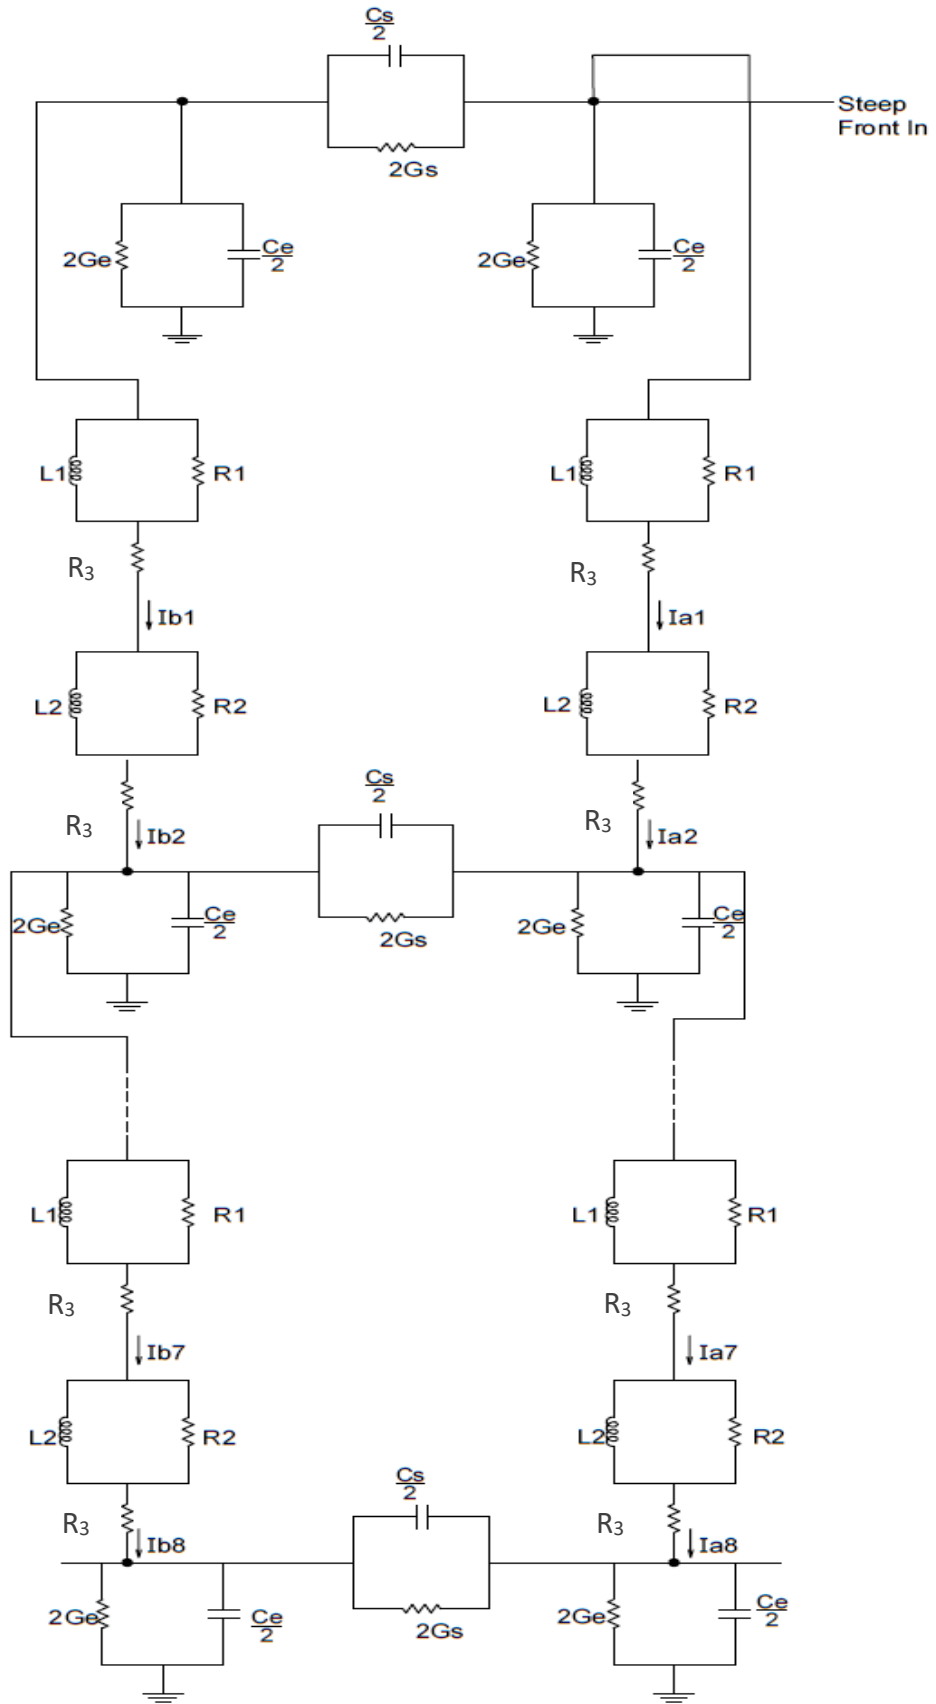 Cs
2
2Gs
Steep
Front In
2Ge
Ce
2
2Ge
Ce
2
L1
R1
L1
R1
R3
R3
Ib1
Ia1
L2
R2
L2
R2
Cs
2
R3
Ib2
R3
Ia2
2Ge
Ce
2
2Gs
2Ge
Ce
2
L1
R1
L1
R1
R3
R3
Ib7
Ia7
L2
R2
L2
R2
Cs
2
R3
Ib8
R3
Ia8
2Ge
Ce
2
2Gs
2Ge
Ce
2